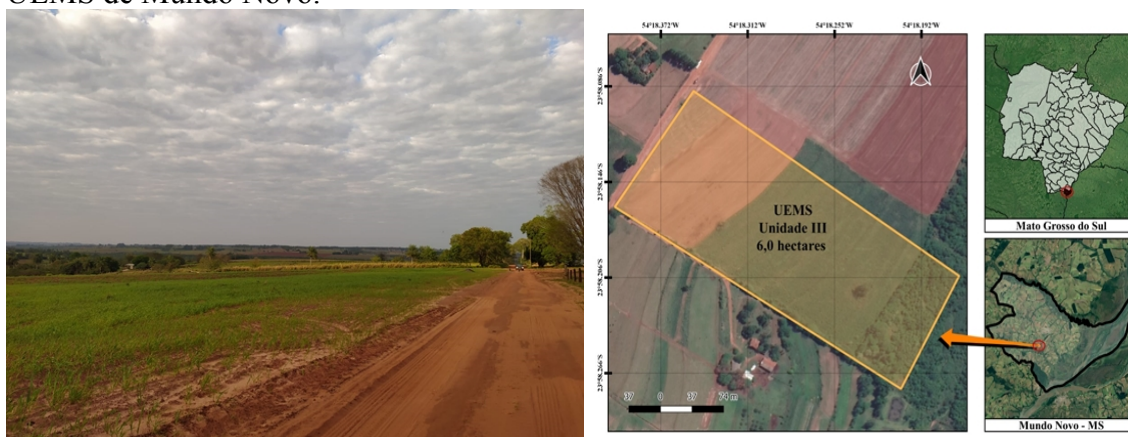 UEMS de Mundo Novo.
54°18.372'W 54°18.312'W 54°18.252'W 54°18.192'W
23°58.086'S
23°58.146'S
23°58.206'S
23°58.266'S
UEMS
Unidade III
6,0 hectares
37 0 37 74 m
Mato Grosso do Sul
Mundo Novo - MS